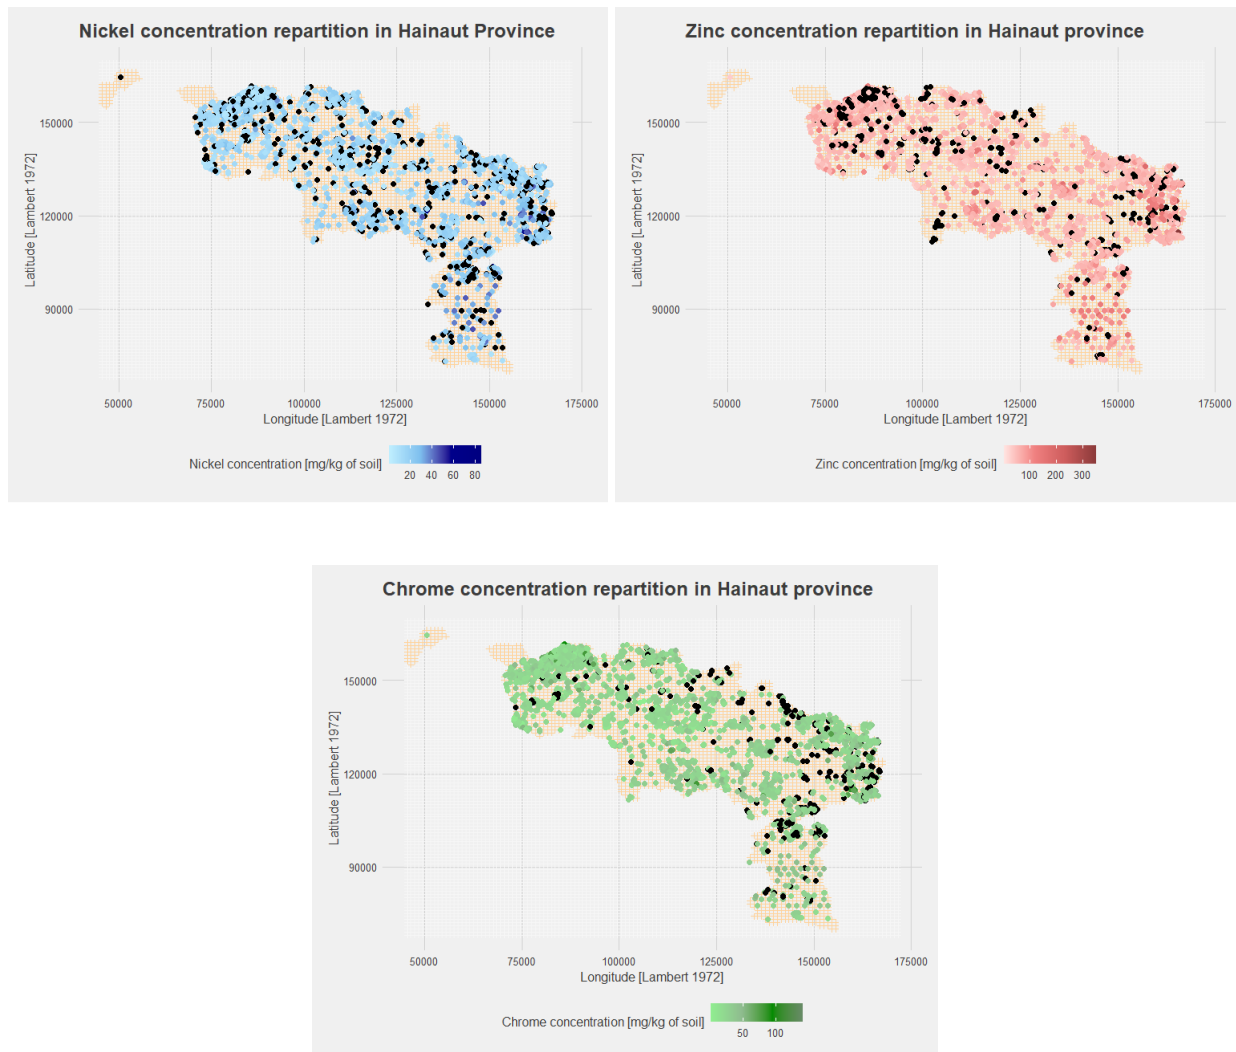 Nickel concentration repartition in Hainaut Province
150000
120000
90000
Latitude [Lambert 1972]
50000 75000 100000 125000 150000 175000
Longitude [Lambert 1972]
Nickel concentration [mg/kg of soil]
20 40 60 80
Zinc concentration repartition in Hainaut province
150000
120000
90000
Latitude [Lambert 1972]
50000 75000 100000 125000 150000 175000
Longitude [Lambert 1972]
Zinc concentration [mg/kg of soil]
100 200 300
Chrome concentration repartition in Hainaut province
150000
120000
90000
Latitude [Lambert 1972]
50000 75000 100000 125000 150000 175000
Longitude [Lambert 1972]
Chrome concentration [mg/kg of soil]
50 100